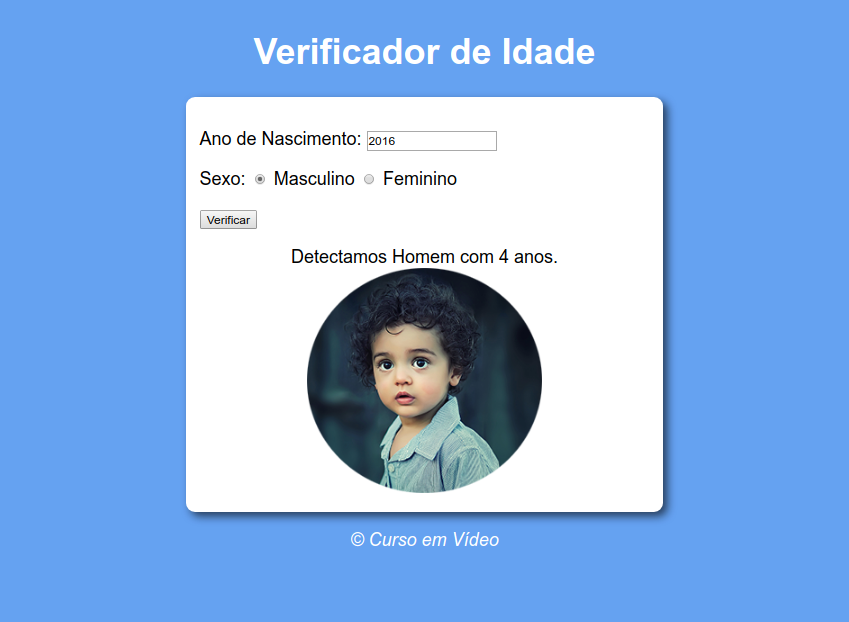 Verificador de Idade
Ano de Nascimento: 2016
Sexo: Masculino Feminino
Verificar
Detectamos Homem com 4 anos.
© Curso em Vídeo